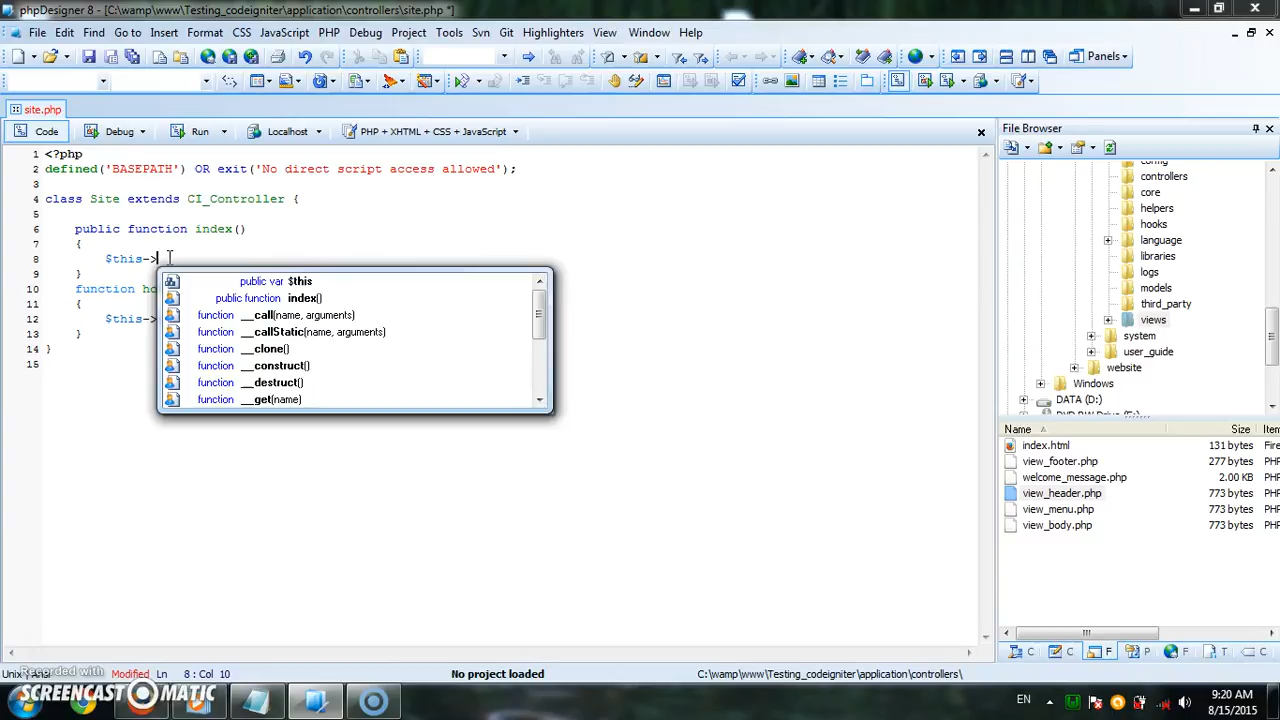 phpDesigner 8 - [C:\wamp\www\Testing_codeigniter\application\controllers\site.php *]
File Edit Find Go to Insert Format CSS JavaScript PHP Debug Project Tools Svn Git Highlighters View Window Help
Panels
site.php
Code Debug Run Localhost PHP + XHTML + CSS + JavaScript
1 <?php
2 defined('BASEPATH') OR exit('No direct script access allowed');
3
4 class Site extends CI_Controller {
5
6 public function index()
7 {
8 $this->
9 }
10 function ho
11 {
12 $this->
13 }
14 }
15
public var $this
public function index()
function __call(name, arguments)
function __callStatic(name, arguments)
function __clone()
function __construct()
function __destruct()
function __get(name)
File Browser
config
controllers
core
helpers
hooks
language
libraries
logs
models
third_party
views
system
user_guide
website
Windows
DATA (D:)
Name Size
index.html 131 bytes
view_footer.php 277 bytes
welcome_message.php 2.00 KB
view_header.php 773 bytes
view_menu.php 773 bytes
view_body.php 773 bytes
C C F P F T C
Modified Ln 8 : Col 10 No project loaded C:\wamp\www\Testing_codeigniter\application\controllers\
Recorded with
SCREENCAST MATIC
EN 9:20 AM
8/15/2015